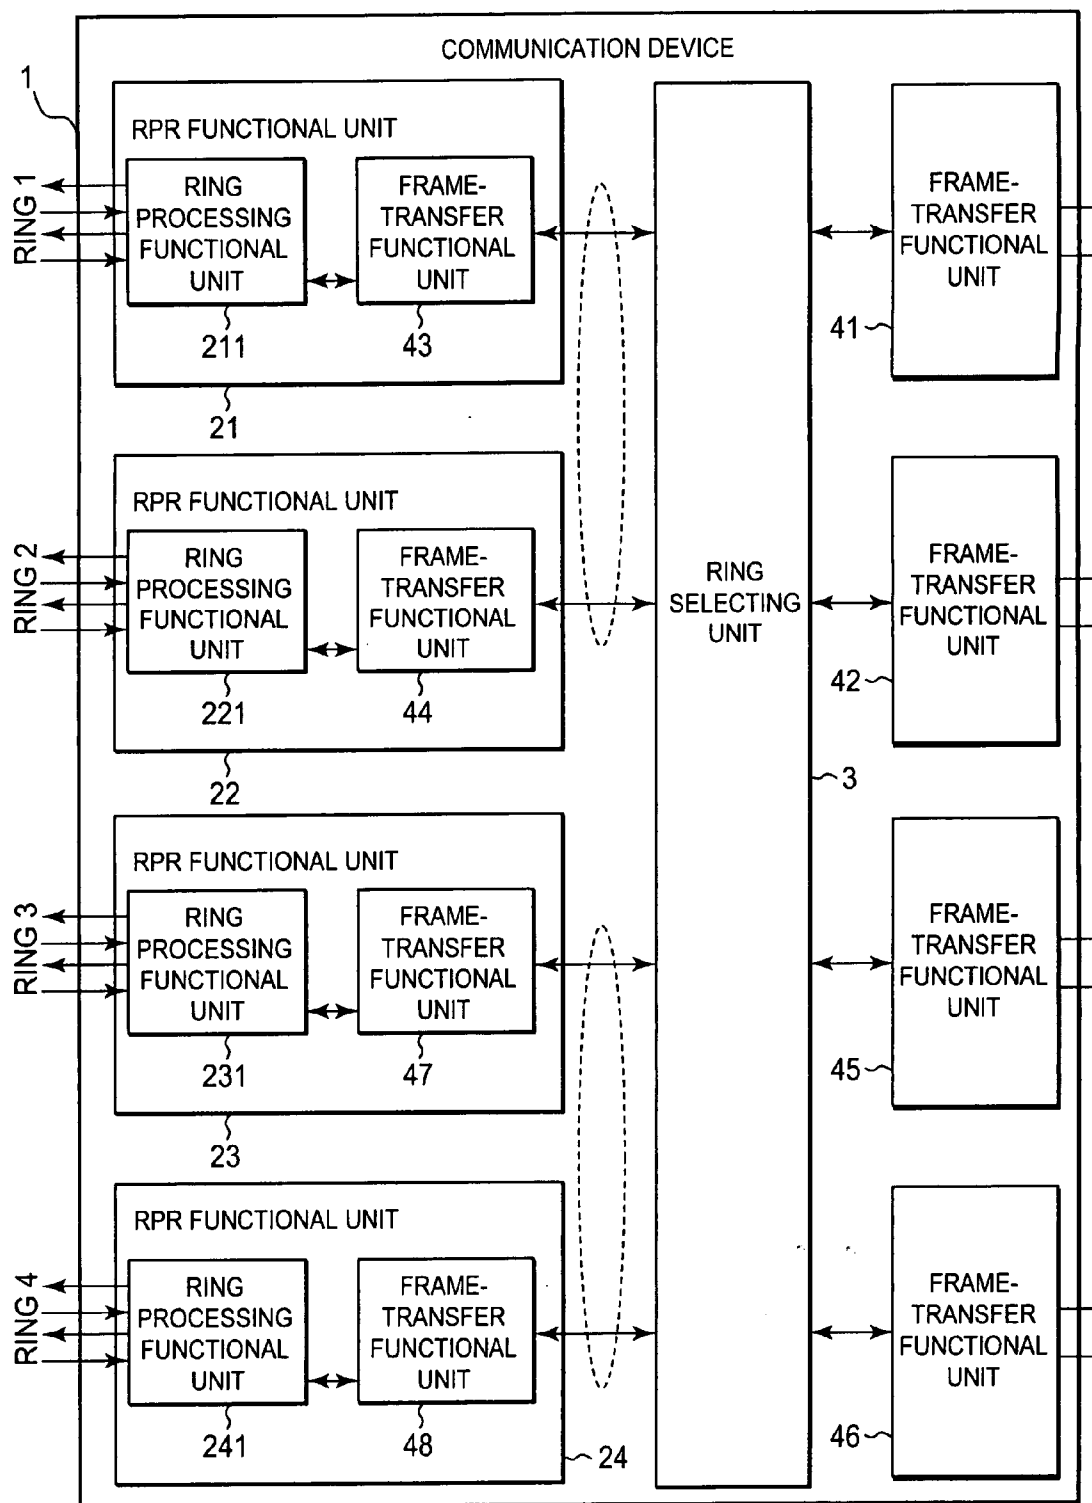 COMMUNICATION DEVICE
1
RPR FUNCTIONAL UNIT
RING 1
RING
PROCESSING
FUNCTIONAL
UNIT
211
FRAME-
TRANSFER
FUNCTIONAL
UNIT
43
21
RPR FUNCTIONAL UNIT
RING 2
RING
PROCESSING
FUNCTIONAL
UNIT
221
FRAME-
TRANSFER
FUNCTIONAL
UNIT
44
22
RPR FUNCTIONAL UNIT
RING 3
RING
PROCESSING
FUNCTIONAL
UNIT
231
FRAME-
TRANSFER
FUNCTIONAL
UNIT
47
23
RPR FUNCTIONAL UNIT
RING 4
RING
PROCESSING
FUNCTIONAL
UNIT
241
FRAME-
TRANSFER
FUNCTIONAL
UNIT
48
24
RING
SELECTING
UNIT
3
FRAME-
TRANSFER
FUNCTIONAL
UNIT
41
FRAME-
TRANSFER
FUNCTIONAL
UNIT
42
FRAME-
TRANSFER
FUNCTIONAL
UNIT
45
FRAME-
TRANSFER
FUNCTIONAL
UNIT
46